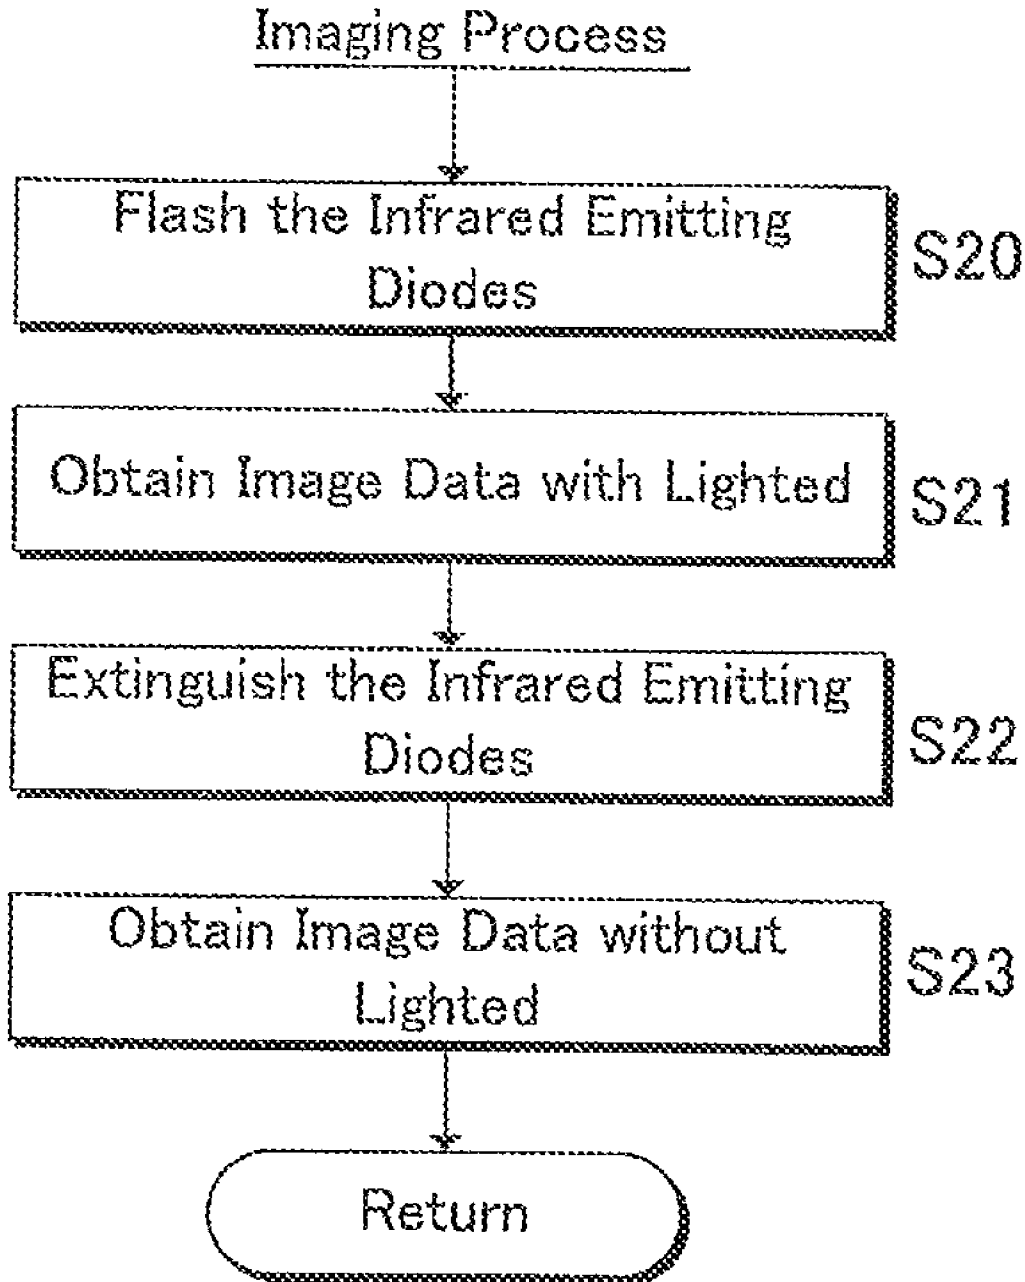 Imaging Process
Flash the Infrared Emitting
Diodes
S20
Obtain Image Data with Lighted
S21
Extinguish the Infrared Emitting
Diodes
S22
Obtain Image Data without
Lighted
S23
Return